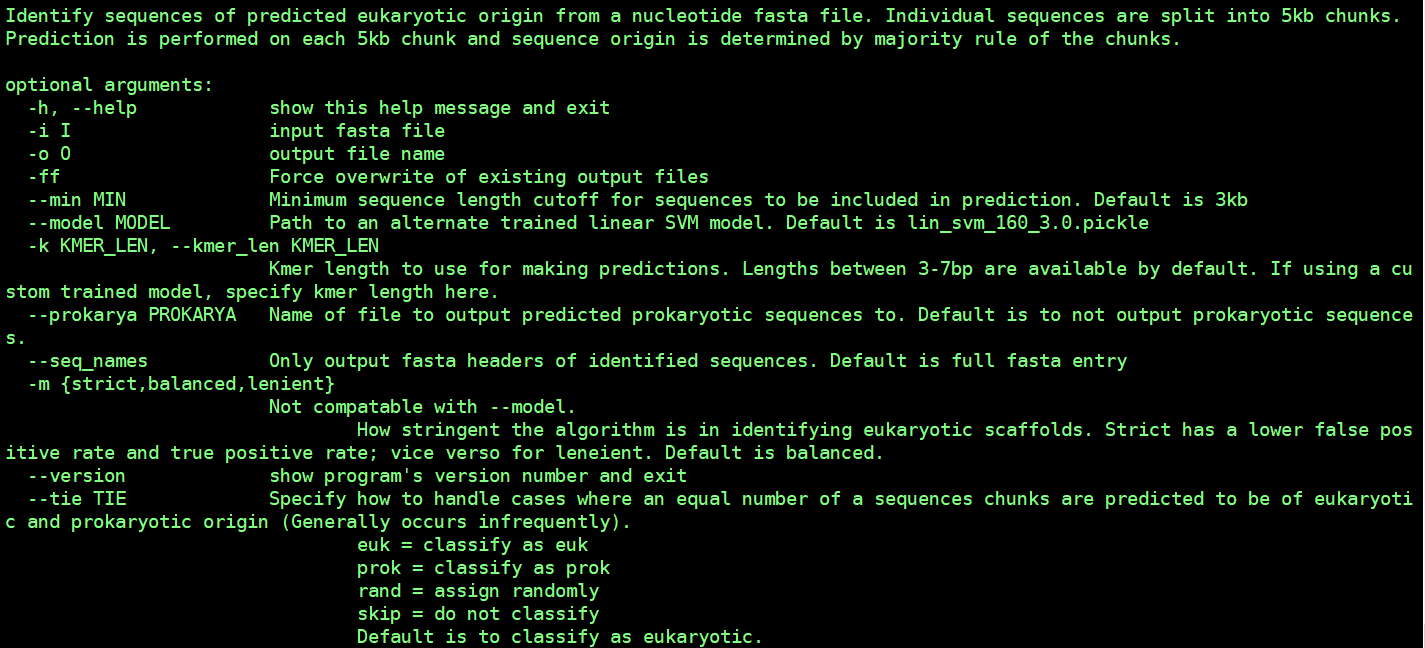 Identify sequences of predicted eukaryotic origin from a nucleotide fasta file. Individual sequences are split into 5kb chunks.
Prediction is performed on each 5kb chunk and sequence origin is determined by majority rule of the chunks.

optional arguments:
  -h, --help            show this help message and exit
  -i I                  input fasta file
  -o O                  output file name
  -ff                   Force overwrite of existing output files
  --min MIN             Minimum sequence length cutoff for sequences to be included in prediction. Default is 3kb
  --model MODEL         Path to an alternate trained linear SVM model. Default is lin_svm_160_3.0.pickle
  -k KMER_LEN, --kmer_len KMER_LEN
                        Kmer length to use for making predictions. Lengths between 3-7bp are available by default. If using a cu
stom trained model, specify kmer length here.
  --prokarya PROKARYA   Name of file to output predicted prokaryotic sequences to. Default is to not output prokaryotic sequence
s.
  --seq_names           Only output fasta headers of identified sequences. Default is full fasta entry
  -m {strict,balanced,lenient}
                        Not compatable with --model.
                                How stringent the algorithm is in identifying eukaryotic scaffolds. Strict has a lower false pos
itive rate and true positive rate; vice verso for leneient. Default is balanced.
  --version             show program's version number and exit
  --tie TIE             Specify how to handle cases where an equal number of a sequences chunks are predicted to be of eukaryoti
c and prokaryotic origin (Generally occurs infrequently).
                                euk = classify as euk
                                prok = classify as prok
                                rand = assign randomly
                                skip = do not classify
                                Default is to classify as eukaryotic.